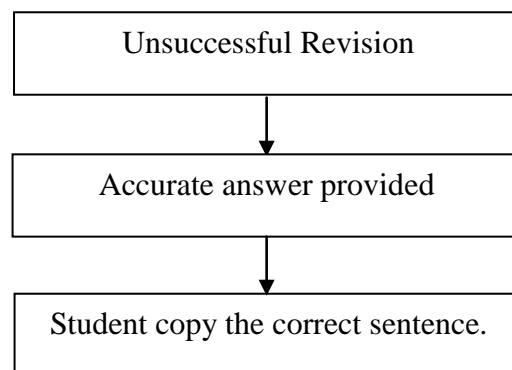 Unsuccessful Revision
Accurate answer provided
Student copy the correct sentence.